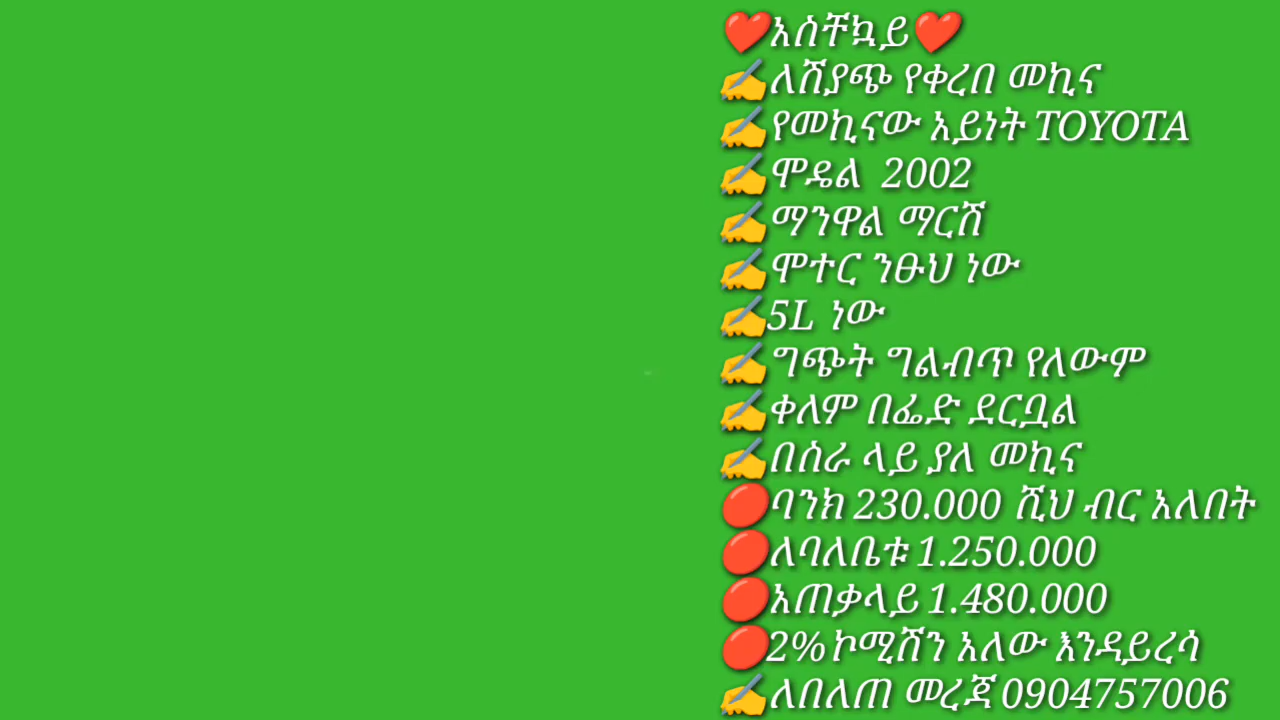 ❤️አሰቸኳይ❤️
✍️ለሽያጭ የቀረበ መኪና
✍️የመኪናው አይነት TOYOTA
✍️ሞዴል 2002
✍️ማንዋል ማርሽ
✍️ሞተር ንፁህ ነው
✍️5L ነው
✍️ግጭት ግልብጥ የለውም
✍️ቀለም በፌድ ደርቧል
✍️በስራ ላይ ያለ መኪና
🔴ባንክ 230.000 ሺህ ብር አለበት
🔴ለባለቤቱ 1.250.000
🔴አጠቃላይ 1.480.000
🔴2%ኮሚሽን አለው እንዳይረሳ
✍️ለበለጠ መረጃ 0904757006